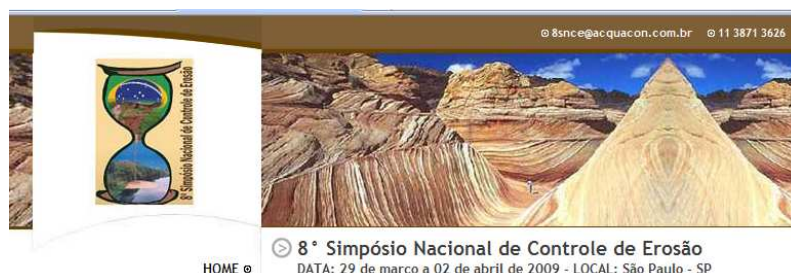 8snce@acquacon.com.br 11 3871 3626
8º Simpósio Nacional de Controle de Erosão
8° Simpósio Nacional de Controle de Erosão
HOME
DATA: 29 de março a 02 de abril de 2009 - LOCAL: São Paulo - SP